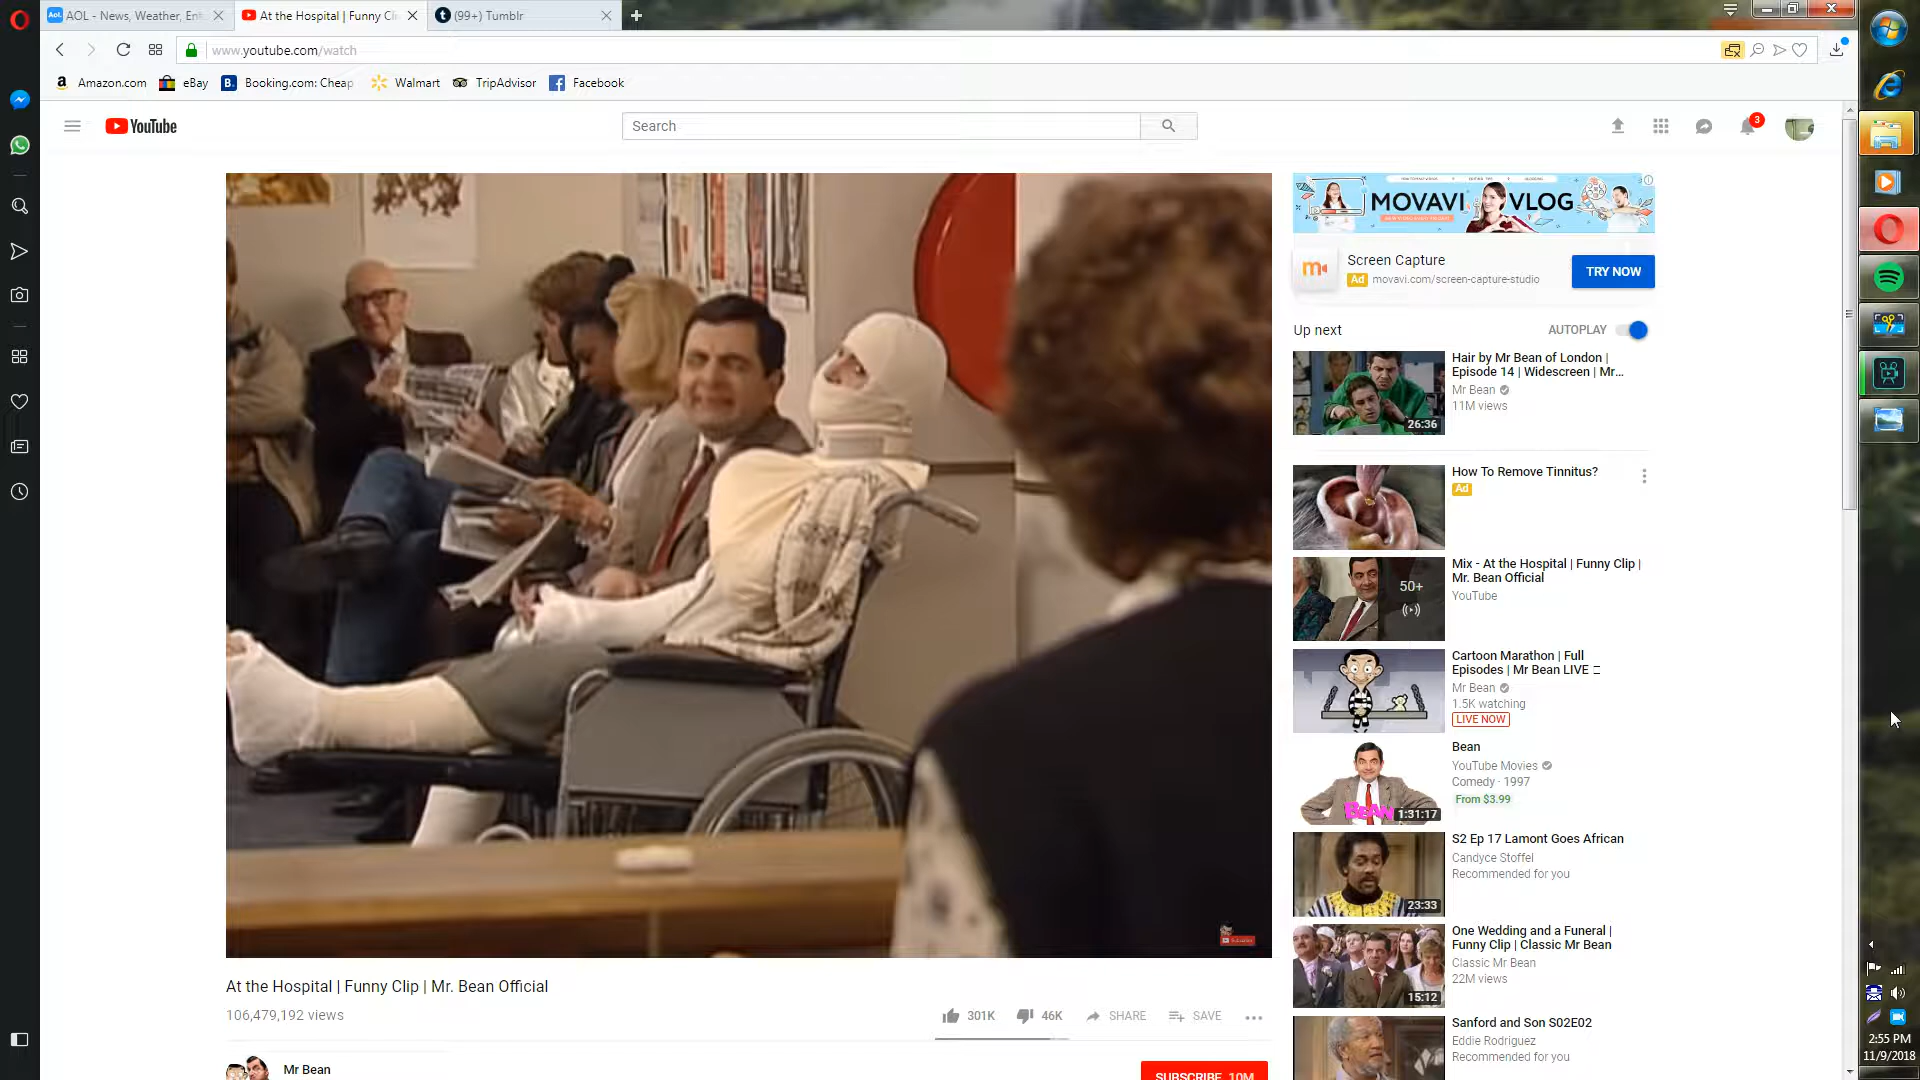 AOL - News, Weather, Ent
At the Hospital | Funny Cli
(99+) Tumblr
www.youtube.com/watch
Amazon.com
eBay
Booking.com: Cheap
Walmart
TripAdvisor
Facebook
YouTube
Search
3
MOVAVI VLOG
Screen Capture
Ad movavi.com/screen-capture-studio
TRY NOW
Up next
AUTOPLAY
Hair by Mr Bean of London |
Episode 14 | Widescreen | Mr...
Mr Bean
11M views
26:36
How To Remove Tinnitus?
Ad
Mix - At the Hospital | Funny Clip |
Mr. Bean Official
YouTube
50+
Cartoon Marathon | Full
Episodes | Mr Bean LIVE
Mr Bean
1.5K watching
LIVE NOW
Bean
YouTube Movies
Comedy · 1997
From $3.99
BEAN
1:31:17
S2 Ep 17 Lamont Goes African
Candyce Stoffel
Recommended for you
23:33
One Wedding and a Funeral |
Funny Clip | Classic Mr Bean
Classic Mr Bean
22M views
15:12
Sanford and Son S02E02
Eddie Rodriguez
Recommended for you
At the Hospital | Funny Clip | Mr. Bean Official
106,479,192 views
301K
46K
SHARE
SAVE
Mr Bean
SUBSCRIBE 10M
2:55 PM
11/9/2018